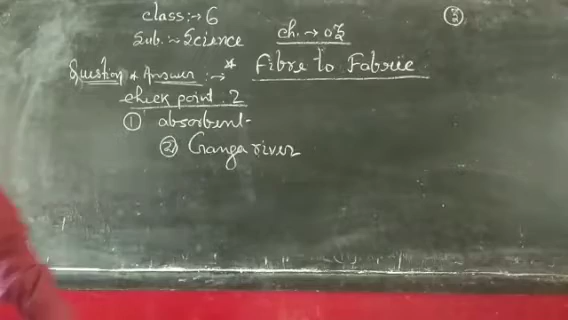 class:→ 6
Sub.:→ Science
ch.→ 03
Question & Answer :→ * Fibre to Fabric
check point 2
① absorbent
② Ganga river
③